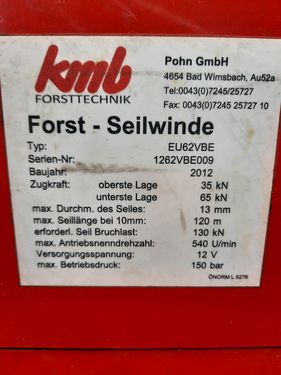 kmb
FORSTTECHNIK
Pohn GmbH
4654 Bad Wimsbach, Au52a
Tel:0043(0)7245/25727
Fax: 0043(0)7245 25727 10
Forst - Seilwinde
Typ: EU62VBE
Serien-Nr: 1262VBE009
Baujahr: 2012
Zugkraft: oberste Lage 35 kN
unterste Lage 65 kN
max. Durchm. des Seiles: 13 mm
max. Seillänge bei 10mm: 120 m
erforderl. Seil Bruchlast: 130 kN
max. Antriebsnenndrehzahl: 540 U/min
Versorgungsspannung: 12 V
max. Betriebsdruck: 150 bar
ÖNORM L 5276